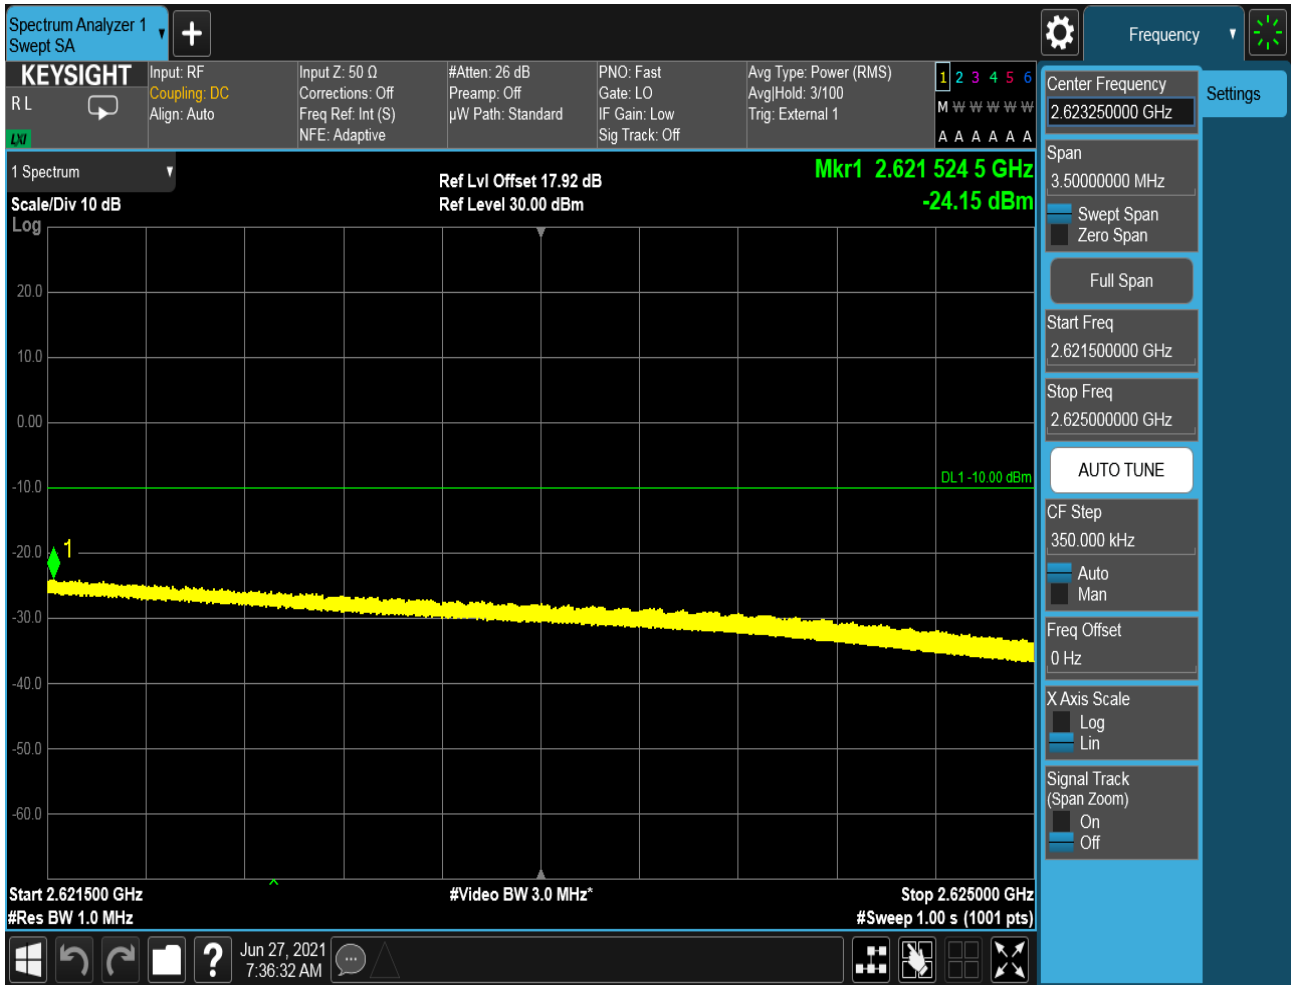 Spectrum Analyzer 1
Swept SA
Frequency
KEYSIGHT
R L
LXI
Input: RF
Coupling: DC
Align: Auto
Input Z: 50 Ω
Corrections: Off
Freq Ref: Int (S)
NFE: Adaptive
#Atten: 26 dB
Preamp: Off
µW Path: Standard
PNO: Fast
Gate: LO
IF Gain: Low
Sig Track: Off
Avg Type: Power (RMS)
Avg|Hold: 3/100
Trig: External 1
1 2 3 4 5 6
M W W W W W
A A A A A A
1 Spectrum
Scale/Div 10 dB
Log
Ref Lvl Offset 17.92 dB
Ref Level 30.00 dBm
Mkr1 2.621 524 5 GHz
-24.15 dBm
20.0
10.0
0.00
-10.0
DL1 -10.00 dBm
-20.0
1
-30.0
-40.0
-50.0
-60.0
Start 2.621500 GHz
#Res BW 1.0 MHz
#Video BW 3.0 MHz*
Stop 2.625000 GHz
#Sweep 1.00 s (1001 pts)
Jun 27, 2021
7:36:32 AM
?
Center Frequency
2.623250000 GHz
Settings
Span
3.50000000 MHz
Swept Span
Zero Span
Full Span
Start Freq
2.621500000 GHz
Stop Freq
2.625000000 GHz
AUTO TUNE
CF Step
350.000 kHz
Auto
Man
Freq Offset
0 Hz
X Axis Scale
Log
Lin
Signal Track
(Span Zoom)
On
Off